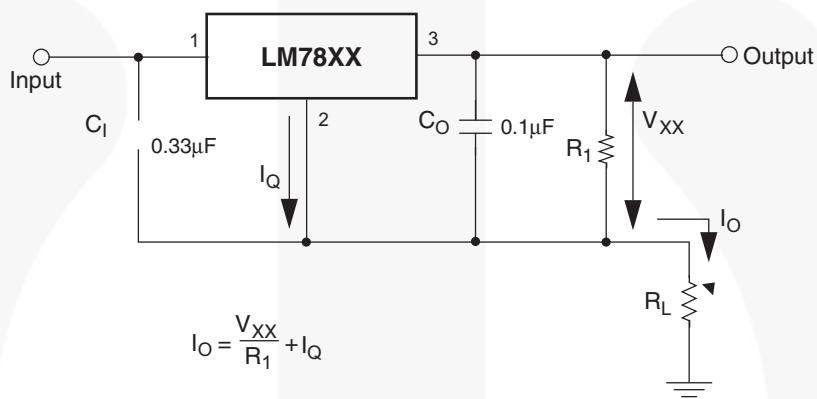 1
LM78XX
3
Input
Output
2
C_I
0.33μF
I_Q
C_O
0.1μF
R_1
V_XX
I_O
R_L
I_O = V_XX / R_1 + I_Q